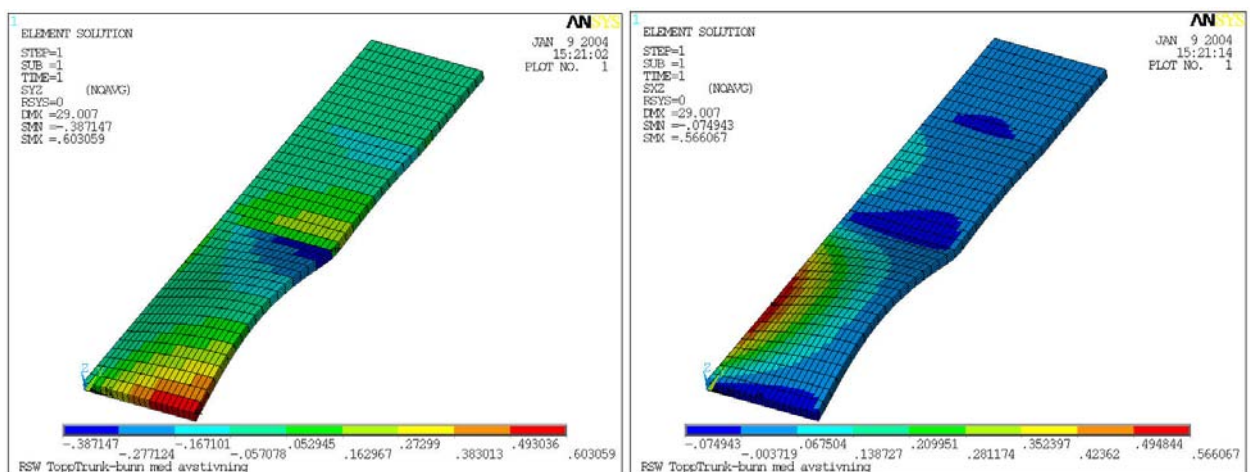 1
ANSYS
ELEMENT SOLUTION
JAN 9 2004
15:21:02
PLOT NO. 1
STEP=1
SUB =1
TIME=1
SYZ (NOAVG)
RSYS=0
DMX =29.007
SMN =-.387147
SMX =.603059
Z
-.387147 -.277124 -.167101 -.057078 .052945 .162967 .27299 .383013 .493036 .603059
RSW ToppTrunk-bunn med avstivning
1
ANSYS
ELEMENT SOLUTION
JAN 9 2004
15:21:14
PLOT NO. 1
STEP=1
SUB =1
TIME=1
SXZ (NOAVG)
RSYS=0
DMX =29.007
SMN =-.074943
SMX =.566067
Z
-.074943 -.003719 .067504 .138727 .209951 .281174 .352397 .42362 .494844 .566067
RSW ToppTrunk-bunn med avstivning